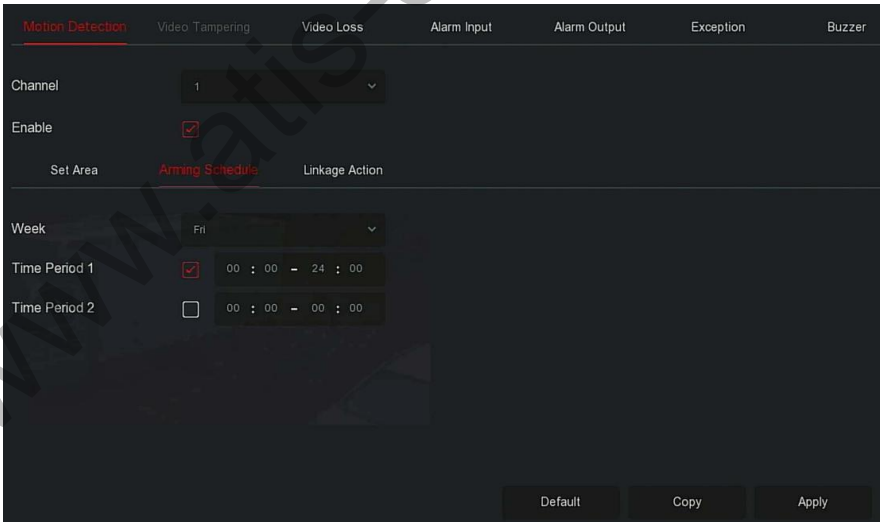 Motion Detection Video Tampering Video Loss Alarm Input Alarm Output Exception Buzzer
Channel 1
Enable
Set Area Arming Schedule Linkage Action
Week Fri
Time Period 1 00 : 00 - 24 : 00
Time Period 2 00 : 00 - 00 : 00
Default Copy Apply
www.atis-